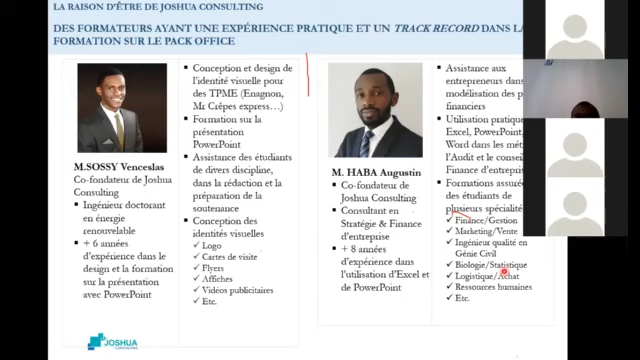 LA RAISON D'ÊTRE DE JOSHUA CONSULTING
DES FORMATEURS AYANT UNE EXPÉRIENCE PRATIQUE ET UN TRACK RECORD DANS
FORMATION SUR LE PACK OFFICE
M.SOSSY Venceslas
Co-fondateur de Joshua
Consulting
▪ Ingénieur doctorant
en énergie
renouvelable
▪ + 6 années
d'expérience dans le
design et la formation
sur la présentation
avec PowerPoint
▪ Conception et design de
l'identité visuelle pour
des TPME (Enagnon,
Mr Crêpes express…)
▪ Formation sur la
présentation
PowerPoint
▪ Assistance des étudiants
de divers discipline,
dans la rédaction et la
préparation de la
soutenance
▪ Conception des
identités visuelles
✓ Logo
✓ Cartes de visite
✓ Flyers
✓ Affiches
✓ Vidéos publicitaires
✓ Etc.
M. HABA Augustin
▪ Co-fondateur de
Joshua Consulting
▪ Consultant en
Stratégie & Finance
d'entreprise
▪ + 8 années
d'expérience dans
l'utilisation d'Excel et
de PowerPoint
▪ Assistance aux
entrepreneurs dans
modélisation des
financiers
▪ Utilisation pratique
Excel, PowerPoint,
Word dans les
l'Audit et le conseil
Finance
▪ Formations
des étudiants de
plusieurs
✓ Finance/Gestion
✓ Marketing/Vente
✓ Ingénieur qualité en
Génie Civil
✓ Biologie/Statistique
✓ Logistique/Achat
✓ Ressources humaines
✓ Etc.
JOSHUA
CONSULTING